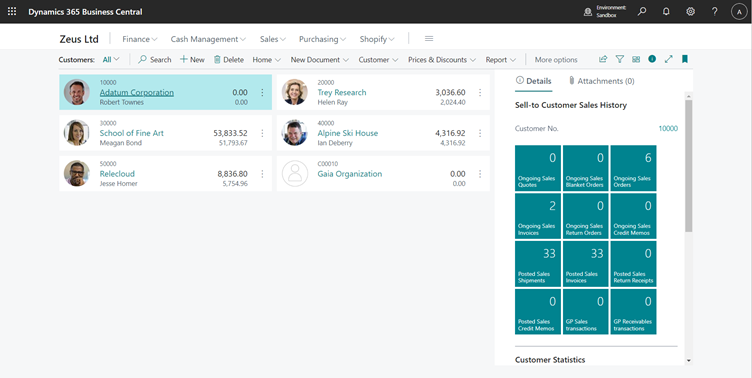 Dynamics 365 Business Central
Environment:
Sandbox
?
A
Zeus Ltd
Finance
Cash Management
Sales
Purchasing
Shopify
Customers:
All
Search
New
Delete
Home
New Document
Customer
Prices & Discounts
Report
More options
10000
Adatum Corporation
0.00
Robert Townes
0.00
20000
Trey Research
3,036.60
Helen Ray
2,024.40
30000
School of Fine Art
53,833.52
Meagan Bond
51,793.67
40000
Alpine Ski House
4,316.92
Ian Deberry
4,316.92
50000
Relecloud
8,836.80
Jesse Homer
5,754.96
C00010
Gaia Organization
0.00
0.00
Details
Attachments (0)
Sell-to Customer Sales History
Customer No.
10000
0
Ongoing Sales
Quotes
0
Ongoing Sales
Blanket Orders
6
Ongoing Sales
Orders
2
Ongoing Sales
Invoices
0
Ongoing Sales
Return Orders
0
Ongoing Sales
Credit Memos
33
Posted Sales
Shipments
33
Posted Sales
Invoices
0
Posted Sales
Return Receipts
0
Posted Sales
Credit Memos
0
GP Sales
transactions
0
GP Receivables
transactions
Customer Statistics